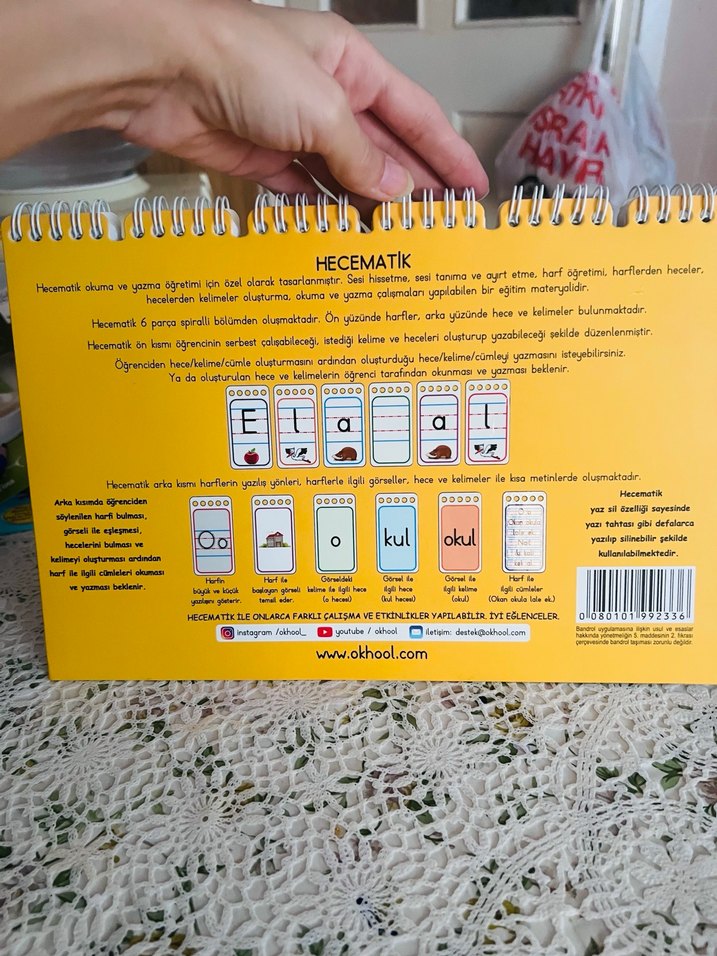 İSRAFA
HAYIR
HECEMATİK
Hecematik okuma ve yazma öğretimi için özel olarak tasarlanmıştır. Sesi hissetme, sesi tanıma ve ayırt etme, harf öğretimi, harflerden heceler,
hecelerden kelimeler oluşturma, okuma ve yazma çalışmaları yapılabilen bir eğitim materyalidir.
Hecematik 6 parça spiralli bölümden oluşmaktadır. Ön yüzünde harfler, arka yüzünde hece ve kelimeler bulunmaktadır.
Hecematik ön kısmı öğrencinin serbest çalışabileceği, istediği kelime ve heceleri oluşturup yazabileceği şekilde düzenlenmiştir.
Öğrenciden hece/kelime/cümle oluşturmasını ardından oluşturduğu hece/kelime/cümleyi yazmasını isteyebilirsiniz.
Ya da oluşturulan hece ve kelimelerin öğrenci tarafından okunması ve yazması beklenir.
E l a a l
Hecematik arka kısmı harflerin yazılış yönleri, harflerle ilgili görseller, hece ve kelimeler ile kısa metinlerde oluşmaktadır.
Arka kısımda öğrenciden
söylenilen harfi bulması,
görseli ile eşleşmesi,
hecelerini bulması ve
kelimeyi oluşturması ardından
harf ile ilgili cümleleri okuması
ve yazması beklenir.
Oo
Harfin
büyük ve küçük
yazılışını gösterir.
Harf ile
başlayan görseli
temsil eder.
o
Görseldeki
kelime ile ilgili hece
(o hecesi)
kul
Görsel ile
ilgili hece
(kul hecesi)
okul
Görsel ile
ilgili kelime
(okul)
Okan okula
lale ek.
Harf ile
ilgili cümleler
(Okan okula lale ek.)
Hecematik
yaz sil özelliği sayesinde
yazı tahtası gibi defalarca
yazılıp silinebilir şekilde
kullanılabilmektedir.
0 080101 992336
Bandrol uygulamasına ilişkin usul ve esaslar
hakkında yönetmeliğin 5. maddesinin 2. fıkrası
çerçevesinde bandrol taşıması zorunlu değildir.
HECEMATİK İLE ONLARCA FARKLI ÇALIŞMA VE ETKİNLİKLER YAPILABİLİR. İYİ EĞLENCELER.
instagram /okhool_ youtube / okhool iletişim: destek@okhool.com
www.okhool.com